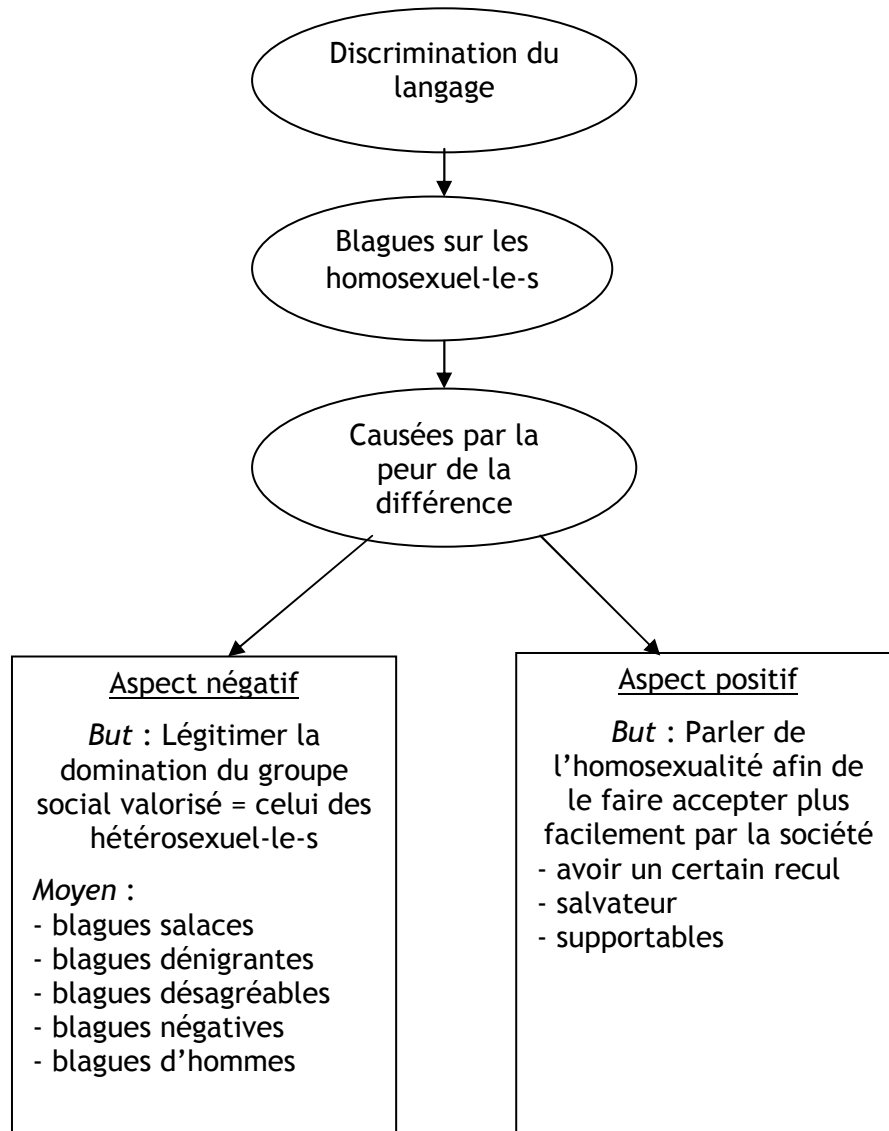 Discrimination du
langage
Blagues sur les
homosexuel-le-s
Causées par la
peur de la
différence
Aspect négatif
But : Légitimer la
domination du groupe
social valorisé = celui des
hétérosexuel-le-s
Moyen :
- blagues salaces
- blagues dénigrantes
- blagues désagréables
- blagues négatives
- blagues d’hommes
Aspect positif
But : Parler de
l’homosexualité afin de
le faire accepter plus
facilement par la société
- avoir un certain recul
- salvateur
- supportables